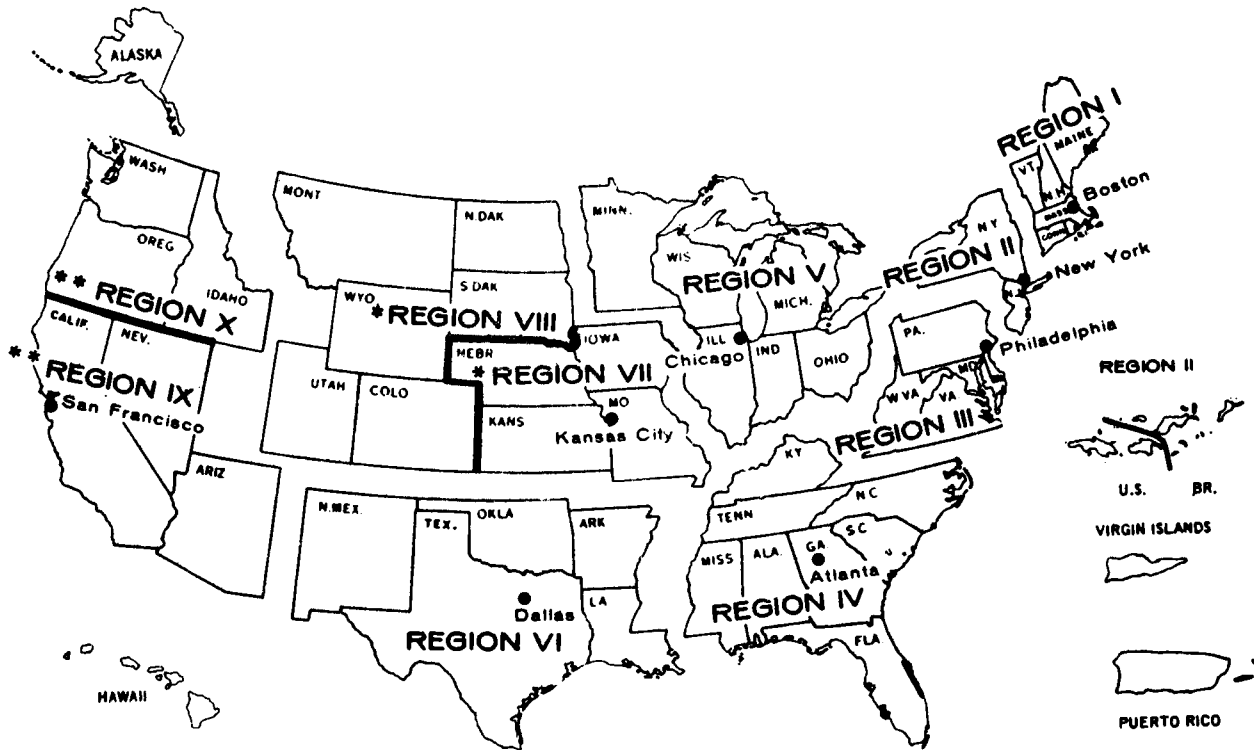 ALASKA
REGION I
MAINE
VT.
N.H.
Boston
MASS
CONN
WASH
MONT
N.DAK
MINN.
OREG
N.Y
WIS
REGION II
New York
REGION V
S.DAK
IDAHO
WYO
MICH.
N.J.
** REGION X
* REGION VIII
CALIF.
NEV.
PA.
Philadelphia
IOWA
ILL
Chicago
IND
OHIO
NEBR
MD
**
REGION IX
* REGION VII
UTAH
COLO
W VA
VA
REGION II
San Francisco
MO
KANS
Kansas City
REGION III
KY
ARIZ
U.S. BR.
N.MEX.
TEX.
OKLA
ARK
TENN
N C
S C
VIRGIN ISLANDS
MISS
ALA.
GA.
Atlanta
LA
Dallas
REGION IV
REGION VI
FLA
HAWAII
PUERTO RICO